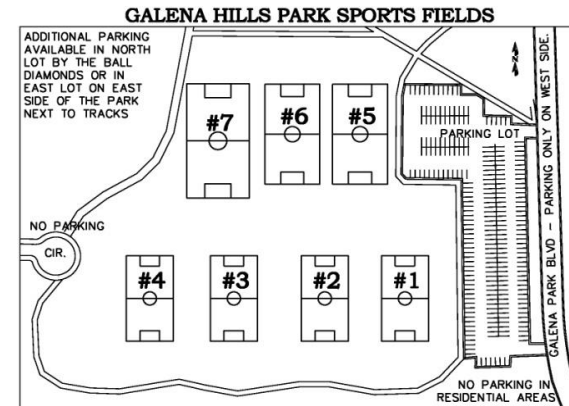 GALENA HILLS PARK SPORTS FIELDS
ADDITIONAL PARKING
AVAILABLE IN NORTH
LOT BY THE BALL
DIAMONDS OR IN
EAST LOT ON EAST
SIDE OF THE PARK
NEXT TO TRACKS
#7
#6
#5
PARKING LOT
NO PARKING
CIR.
#4
#3
#2
#1
GALENA PARK BLVD - PARKING ONLY ON WEST SIDE.
NO PARKING IN
RESIDENTIAL AREAS